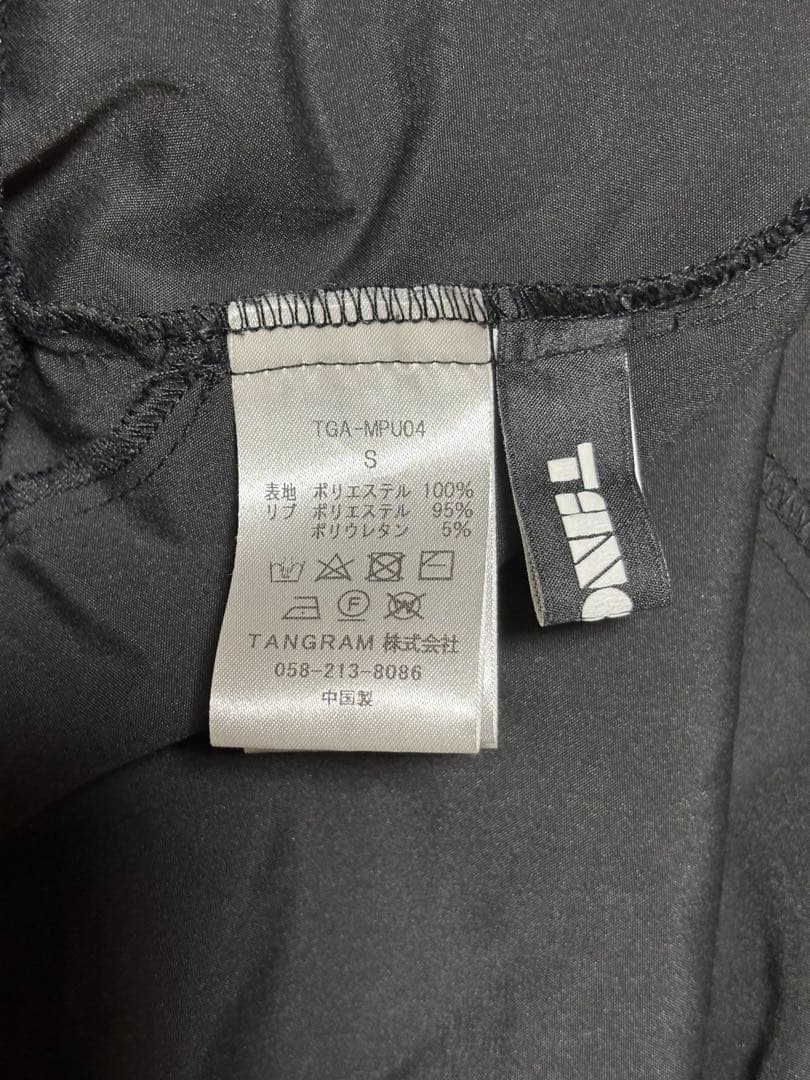 TGA-MPU04
S
表地 ポリエステル 100%
リブ ポリエステル 95%
ポリウレタン 5%
TANGRAM 株式会社
058-213-8086
中国製